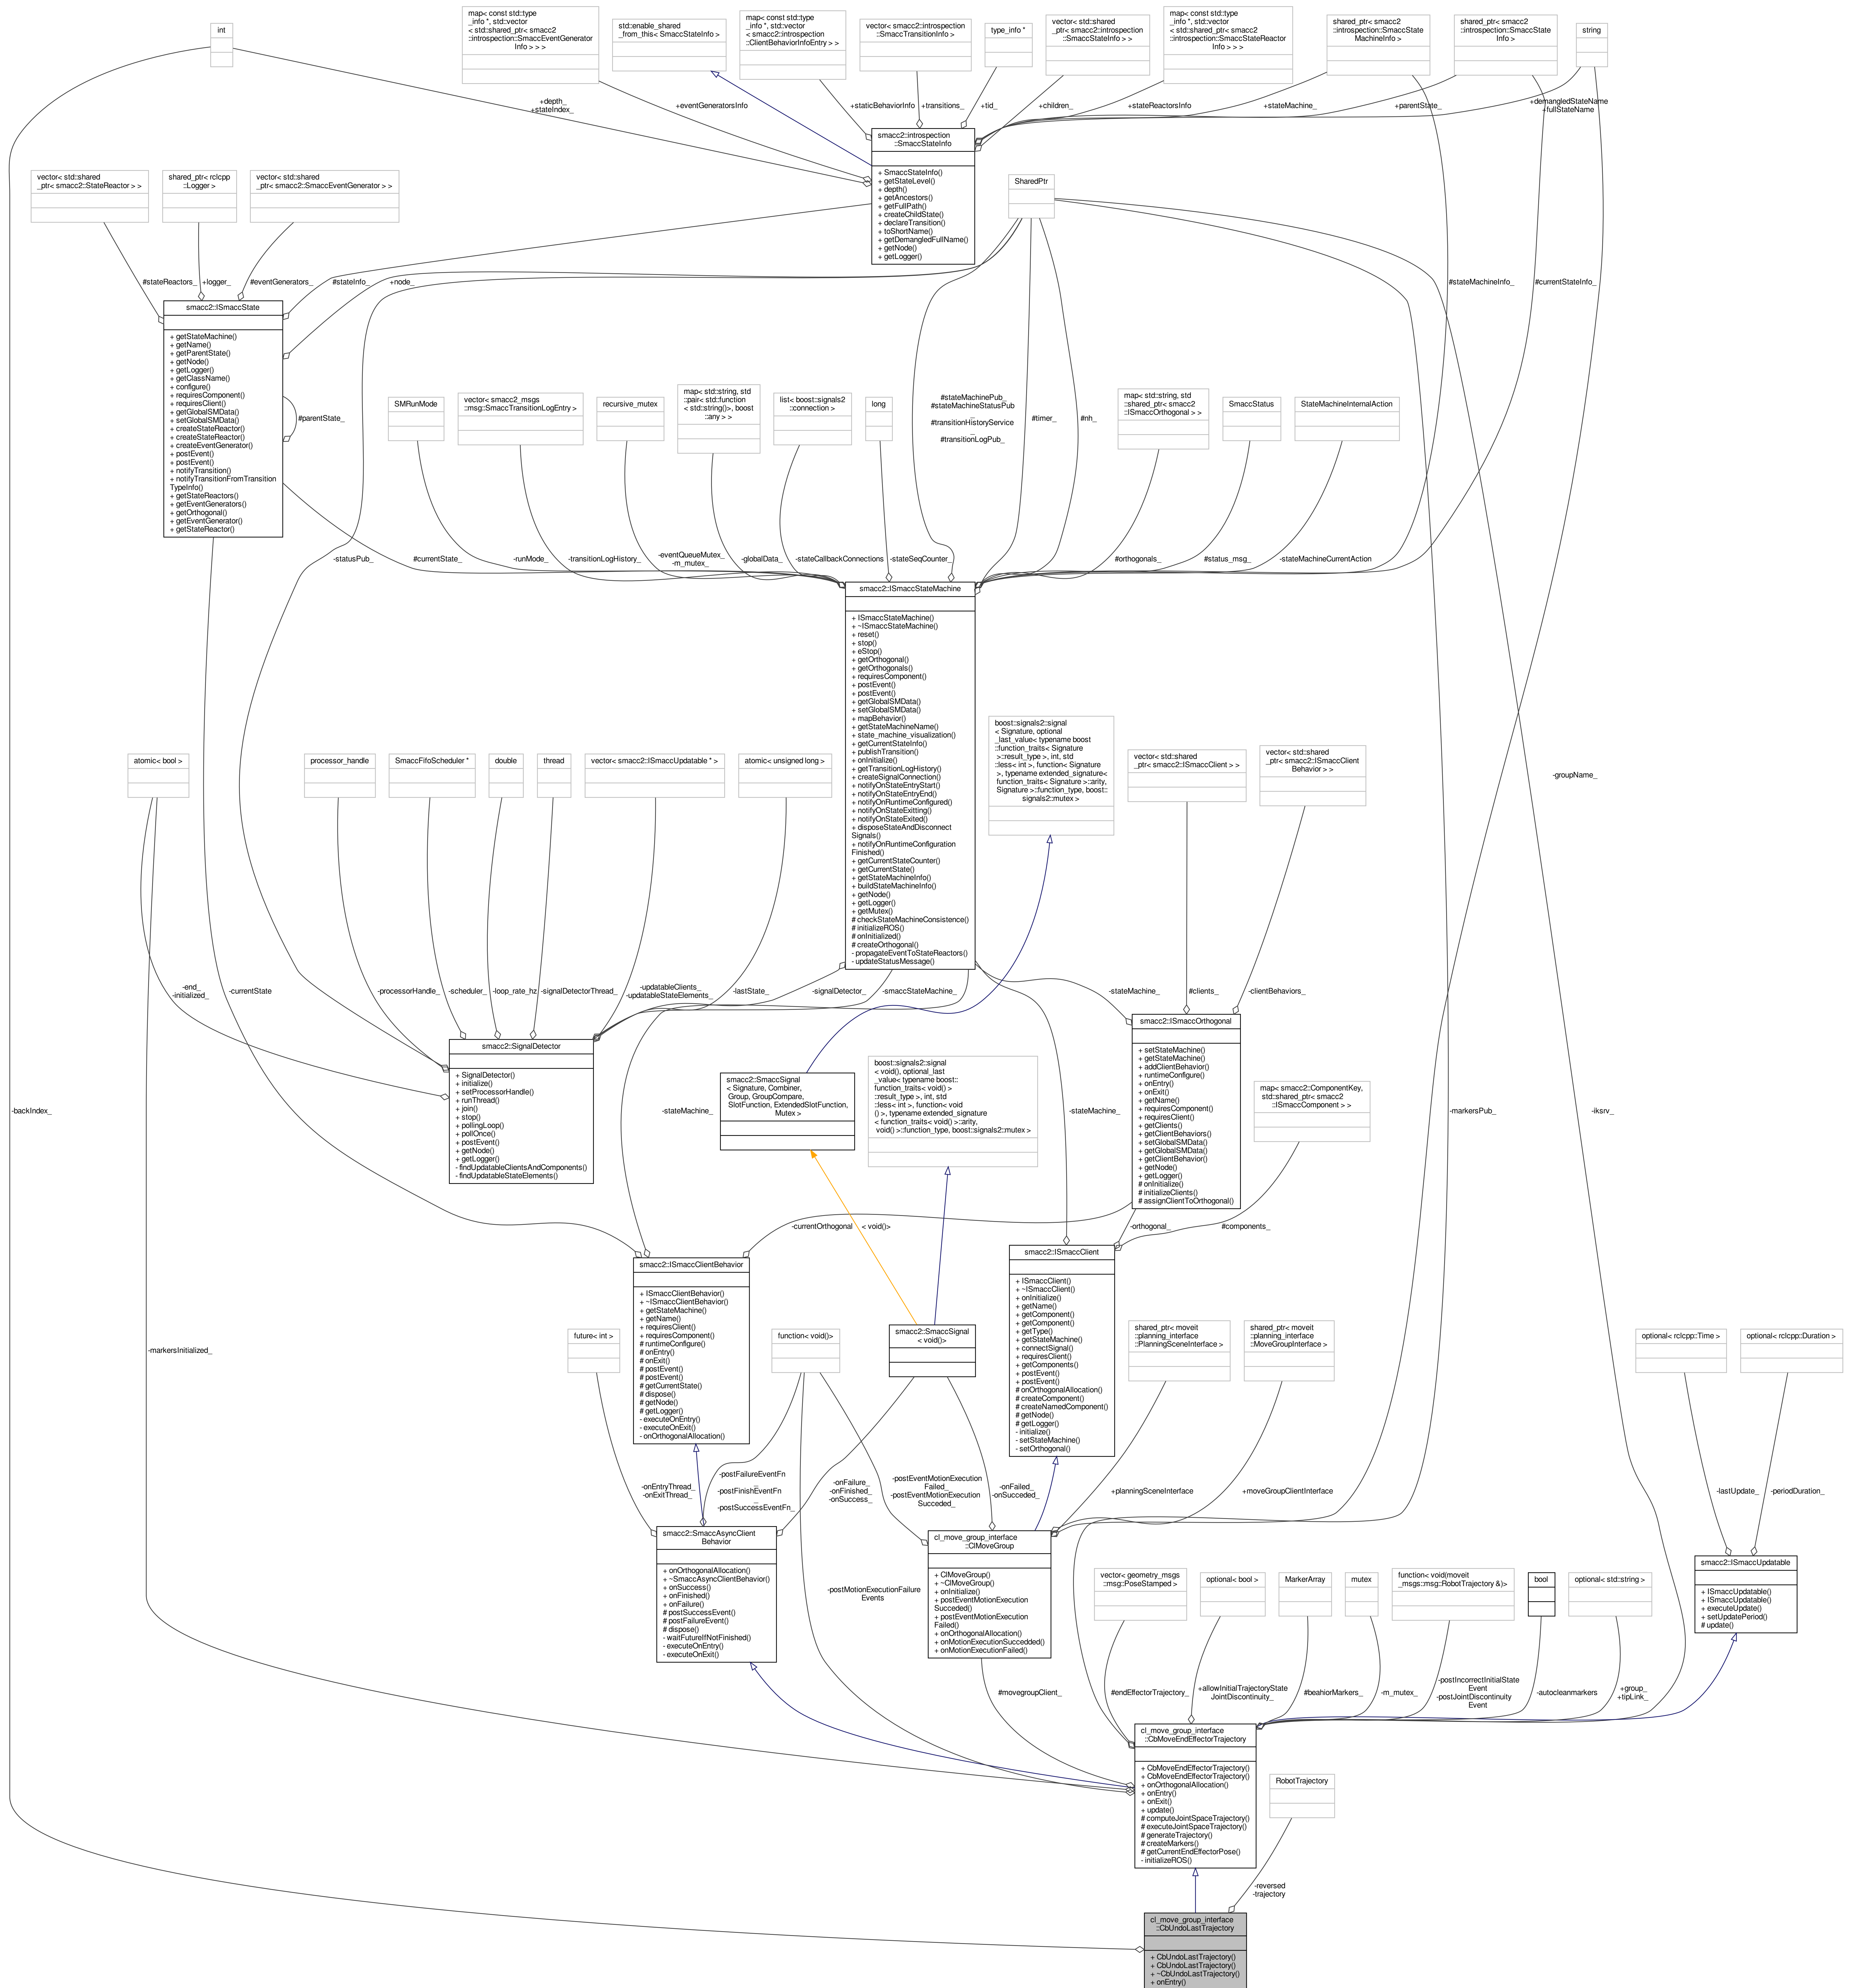 int
map< const std::type
_info *, std::vector
< std::shared_ptr< smacc2
::introspection::SmaccEventGenerator
Info > > >
std::enable_shared
_from_this< SmaccStateInfo >
map< const std::type
_info *, std::vector
< smacc2::introspection
::ClientBehaviorInfoEntry > >
vector< smacc2::introspection
::SmaccTransitionInfo >
type_info *
vector< std::shared
_ptr< smacc2::introspection
::SmaccStateInfo > >
map< const std::type
_info *, std::vector
< std::shared_ptr< smacc2
::introspection::SmaccStateReactor
Info > > >
shared_ptr< smacc2
::introspection::SmaccState
MachineInfo >
shared_ptr< smacc2
::introspection::SmaccState
Info >
string
+depth_
+stateIndex_
+eventGeneratorsInfo
+staticBehaviorInfo
+transitions_
+tid_
+children_
+stateReactorsInfo
+stateMachine_
+parentState_
+demangledStateName
+fullStateName
smacc2::introspection
::SmaccStateInfo
+ SmaccStateInfo()
+ getStateLevel()
+ depth()
+ getAncestors()
+ getFullPath()
+ createChildState()
+ declareTransition()
+ toShortName()
+ getDemangledFullName()
+ getNode()
+ getLogger()
vector< std::shared
_ptr< smacc2::StateReactor > >
shared_ptr< rclcpp
::Logger >
vector< std::shared
_ptr< smacc2::SmaccEventGenerator > >
SharedPtr
#stateReactors_
+logger_
#eventGenerators_
#stateInfo_
+node_
#stateMachineInfo_
#currentStateInfo_
smacc2::ISmaccState
+ getStateMachine()
+ getName()
+ getParentState()
+ getNode()
+ getLogger()
+ getClassName()
+ configure()
+ requiresComponent()
+ requiresClient()
+ getGlobalSMData()
+ setGlobalSMData()
+ createStateReactor()
+ createStateReactor()
+ createEventGenerator()
+ postEvent()
+ postEvent()
+ notifyTransition()
+ notifyTransitionFromTransition
TypeInfo()
+ getStateReactors()
+ getEventGenerators()
+ getOrthogonal()
+ getEventGenerator()
+ getStateReactor()
#parentState_
SMRunMode
vector< smacc2_msgs
::msg::SmaccTransitionLogEntry >
recursive_mutex
map< std::string, std
::pair< std::function
< std::string()>, boost
::any > >
list< boost::signals2
::connection >
long
#stateMachinePub_
#stateMachineStatusPub
_
#transitionHistoryService
_
#transitionLogPub_
#timer_
#nh_
map< std::string, std
::shared_ptr< smacc2
::ISmaccOrthogonal > >
SmaccStatus
StateMachineInternalAction
-statusPub_
#currentState_
-runMode_
-transitionLogHistory_
-eventQueueMutex_
-m_mutex_
-globalData_
-stateCallbackConnections
-stateSeqCounter_
#orthogonals_
#status_msg_
-stateMachineCurrentAction
smacc2::ISmaccStateMachine
+ ISmaccStateMachine()
+ ~ISmaccStateMachine()
+ reset()
+ stop()
+ eStop()
+ getOrthogonal()
+ getOrthogonals()
+ requiresComponent()
+ postEvent()
+ postEvent()
+ getGlobalSMData()
+ setGlobalSMData()
+ mapBehavior()
+ getStateMachineName()
+ state_machine_visualization()
+ getCurrentStateInfo()
+ publishTransition()
+ onInitialize()
+ getTransitionLogHistory()
+ createSignalConnection()
+ notifyOnStateEntryStart()
+ notifyOnStateEntryEnd()
+ notifyOnRuntimeConfigured()
+ notifyOnStateExitting()
+ notifyOnStateExited()
+ disposeStateAndDisconnect
Signals()
+ notifyOnRuntimeConfiguration
Finished()
+ getCurrentStateCounter()
+ getCurrentState()
+ getStateMachineInfo()
+ buildStateMachineInfo()
+ getNode()
+ getLogger()
+ getMutex()
# checkStateMachineConsistence()
# initializeROS()
# onInitialized()
# createOrthogonal()
- propagateEventToStateReactors()
- updateStatusMessage()
boost::signals2::signal
< Signature, optional
_last_value< typename boost
::function_traits< Signature
>::result_type >, int, std
::less< int >, function< Signature
>, typename extended_signature<
function_traits< Signature >::arity,
Signature >::function_type, boost::
signals2::mutex >
vector< std::shared
_ptr< smacc2::ISmaccClient > >
vector< std::shared
_ptr< smacc2::ISmaccClient
Behavior > >
-groupName_
atomic< bool >
processor_handle
SmaccFifoScheduler *
double
thread
vector< smacc2::ISmaccUpdatable * >
atomic< unsigned long >
-end_
-initialized_
-currentState
-processorHandle_
-scheduler_
-loop_rate_hz
-signalDetectorThread_
-updatableClients_
-updatableStateElements_
-lastState_
-signalDetector_
-smaccStateMachine_
-stateMachine_
#clients_
-clientBehaviors_
smacc2::SignalDetector
+ SignalDetector()
+ initialize()
+ setProcessorHandle()
+ runThread()
+ join()
+ stop()
+ pollingLoop()
+ pollOnce()
+ postEvent()
+ getNode()
+ getLogger()
- findUpdatableClientsAndComponents()
- findUpdatableStateElements()
smacc2::ISmaccOrthogonal
+ setStateMachine()
+ getStateMachine()
+ addClientBehavior()
+ runtimeConfigure()
+ onEntry()
+ onExit()
+ getName()
+ requiresComponent()
+ requiresClient()
+ getClients()
+ getClientBehaviors()
+ setGlobalSMData()
+ getGlobalSMData()
+ getClientBehavior()
+ getNode()
+ getLogger()
# onInitialize()
# initializeClients()
# assignClientToOrthogonal()
smacc2::SmaccSignal
< Signature, Combiner,
Group, GroupCompare,
SlotFunction, ExtendedSlotFunction,
Mutex >
boost::signals2::signal
< void(), optional_last
_value< typename boost::
function_traits< void() >
::result_type >, int, std
::less< int >, function< void
() >, typename extended_signature
< function_traits< void() >::arity,
void() >::function_type, boost::signals2::mutex >
map< smacc2::ComponentKey,
std::shared_ptr< smacc2
::ISmaccComponent > >
-backIndex_
-stateMachine_
-stateMachine_
-markersPub_
-iksrv_
-currentOrthogonal
< void()>
-orthogonal_
#components_
smacc2::ISmaccClientBehavior
+ ISmaccClientBehavior()
+ ~ISmaccClientBehavior()
+ getStateMachine()
+ getName()
+ requiresClient()
+ requiresComponent()
# runtimeConfigure()
# onEntry()
# onExit()
# postEvent()
# postEvent()
# getCurrentState()
# dispose()
# getNode()
# getLogger()
- executeOnEntry()
- executeOnExit()
- onOrthogonalAllocation()
smacc2::ISmaccClient
+ ISmaccClient()
+ ~ISmaccClient()
+ onInitialize()
+ getName()
+ getComponent()
+ getComponent()
+ getType()
+ getStateMachine()
+ connectSignal()
+ requiresClient()
+ getComponents()
+ postEvent()
+ postEvent()
# onOrthogonalAllocation()
# createComponent()
# createNamedComponent()
# getNode()
# getLogger()
- initialize()
- setStateMachine()
- setOrthogonal()
-markersInitialized_
future< int >
function< void()>
smacc2::SmaccSignal
< void()>
shared_ptr< moveit
::planning_interface
::PlanningSceneInterface >
shared_ptr< moveit
::planning_interface
::MoveGroupInterface >
optional< rclcpp::Time >
optional< rclcpp::Duration >
-onEntryThread_
-onExitThread_
-postFailureEventFn
_
-postFinishEventFn
_
-postSuccessEventFn_
-onFailure_
-onFinished_
-onSuccess_
-postEventMotionExecution
Failed_
-postEventMotionExecution
Succeded_
-onFailed_
-onSucceded_
+planningSceneInterface
+moveGroupClientInterface
-lastUpdate_
-periodDuration_
smacc2::SmaccAsyncClient
Behavior
+ onOrthogonalAllocation()
+ ~SmaccAsyncClientBehavior()
+ onSuccess()
+ onFinished()
+ onFailure()
# postSuccessEvent()
# postFailureEvent()
# dispose()
- waitFutureIfNotFinished()
- executeOnEntry()
- executeOnExit()
cl_move_group_interface
::ClMoveGroup
+ ClMoveGroup()
+ ~ClMoveGroup()
+ onInitialize()
+ postEventMotionExecution
Succeded()
+ postEventMotionExecution
Failed()
+ onOrthogonalAllocation()
+ onMotionExecutionSuccedded()
+ onMotionExecutionFailed()
smacc2::ISmaccUpdatable
+ ISmaccUpdatable()
+ ISmaccUpdatable()
+ executeUpdate()
+ setUpdatePeriod()
# update()
-postMotionExecutionFailure
Events
vector< geometry_msgs
::msg::PoseStamped >
optional< bool >
MarkerArray
mutex
function< void(moveit
_msgs::msg::RobotTrajectory &)>
bool
optional< std::string >
#movegroupClient_
#endEffectorTrajectory_
+allowInitialTrajectoryState
JointDiscontinuity_
#beahiorMarkers_
-m_mutex_
-postIncorrectInitialState
Event
-postJointDiscontinuity
Event
-autocleanmarkers
+group_
+tipLink_
cl_move_group_interface
::CbMoveEndEffectorTrajectory
+ CbMoveEndEffectorTrajectory()
+ CbMoveEndEffectorTrajectory()
+ onOrthogonalAllocation()
+ onEntry()
+ onExit()
+ update()
# computeJointSpaceTrajectory()
# executeJointSpaceTrajectory()
# generateTrajectory()
# createMarkers()
# getCurrentEndEffectorPose()
- initializeROS()
RobotTrajectory
-reversed
-trajectory
cl_move_group_interface
::CbUndoLastTrajectory
+ CbUndoLastTrajectory()
+ CbUndoLastTrajectory()
+ ~CbUndoLastTrajectory()
+ onEntry()